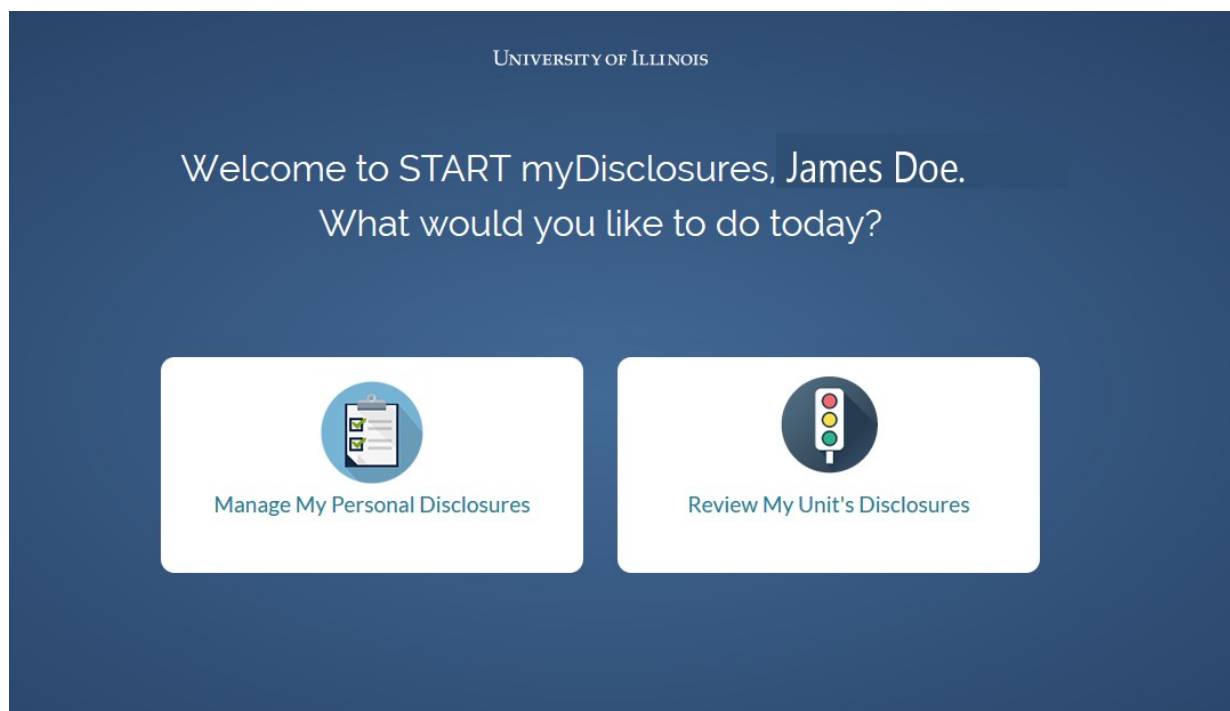 UNIVERSITY OF ILLINOIS
Welcome to START myDisclosures, James Doe.
What would you like to do today?
Manage My Personal Disclosures
Review My Unit's Disclosures